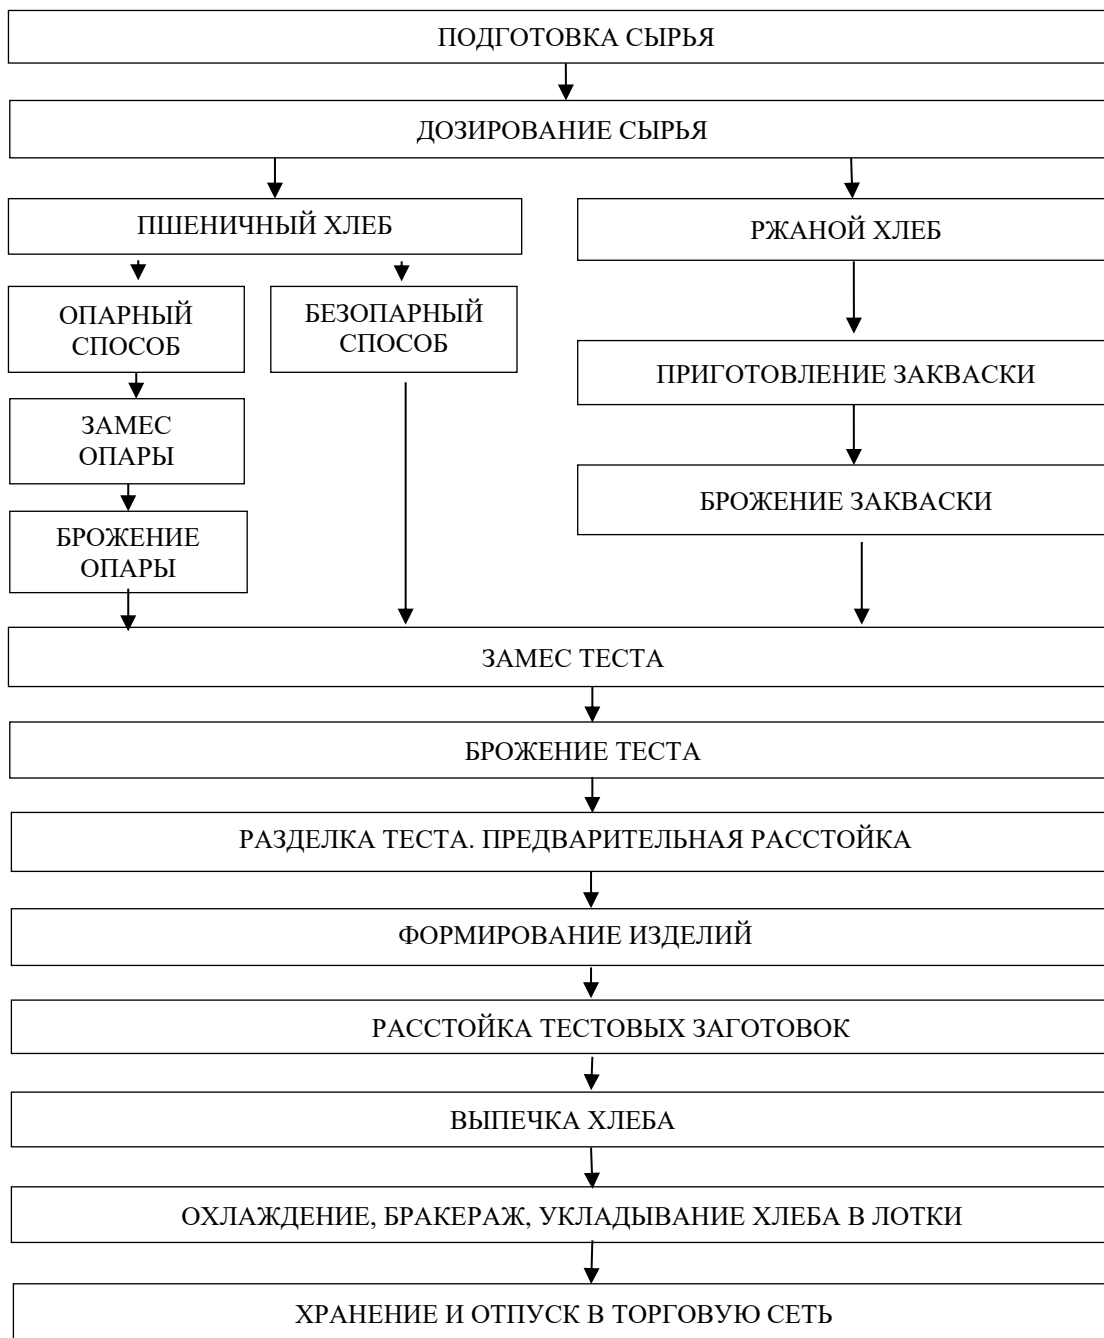 ПОДГОТОВКА СЫРЬЯ
ДОЗИРОВАНИЕ СЫРЬЯ
ПШЕНИЧНЫЙ ХЛЕБ
РЖАНОЙ ХЛЕБ
ОПАРНЫЙ
СПОСОБ
БЕЗОПАРНЫЙ
СПОСОБ
ПРИГОТОВЛЕНИЕ ЗАКВАСКИ
ЗАМЕС
ОПАРЫ
БРОЖЕНИЕ ЗАКВАСКИ
БРОЖЕНИЕ
ОПАРЫ
ЗАМЕС ТЕСТА
БРОЖЕНИЕ ТЕСТА
РАЗДЕЛКА ТЕСТА. ПРЕДВАРИТЕЛЬНАЯ РАССТОЙКА
ФОРМИРОВАНИЕ ИЗДЕЛИЙ
РАССТОЙКА ТЕСТОВЫХ ЗАГОТОВОК
ВЫПЕЧКА ХЛЕБА
ОХЛАЖДЕНИЕ, БРАКЕРАЖ, УКЛАДЫВАНИЕ ХЛЕБА В ЛОТКИ
ХРАНЕНИЕ И ОТПУСК В ТОРГОВУЮ СЕТЬ